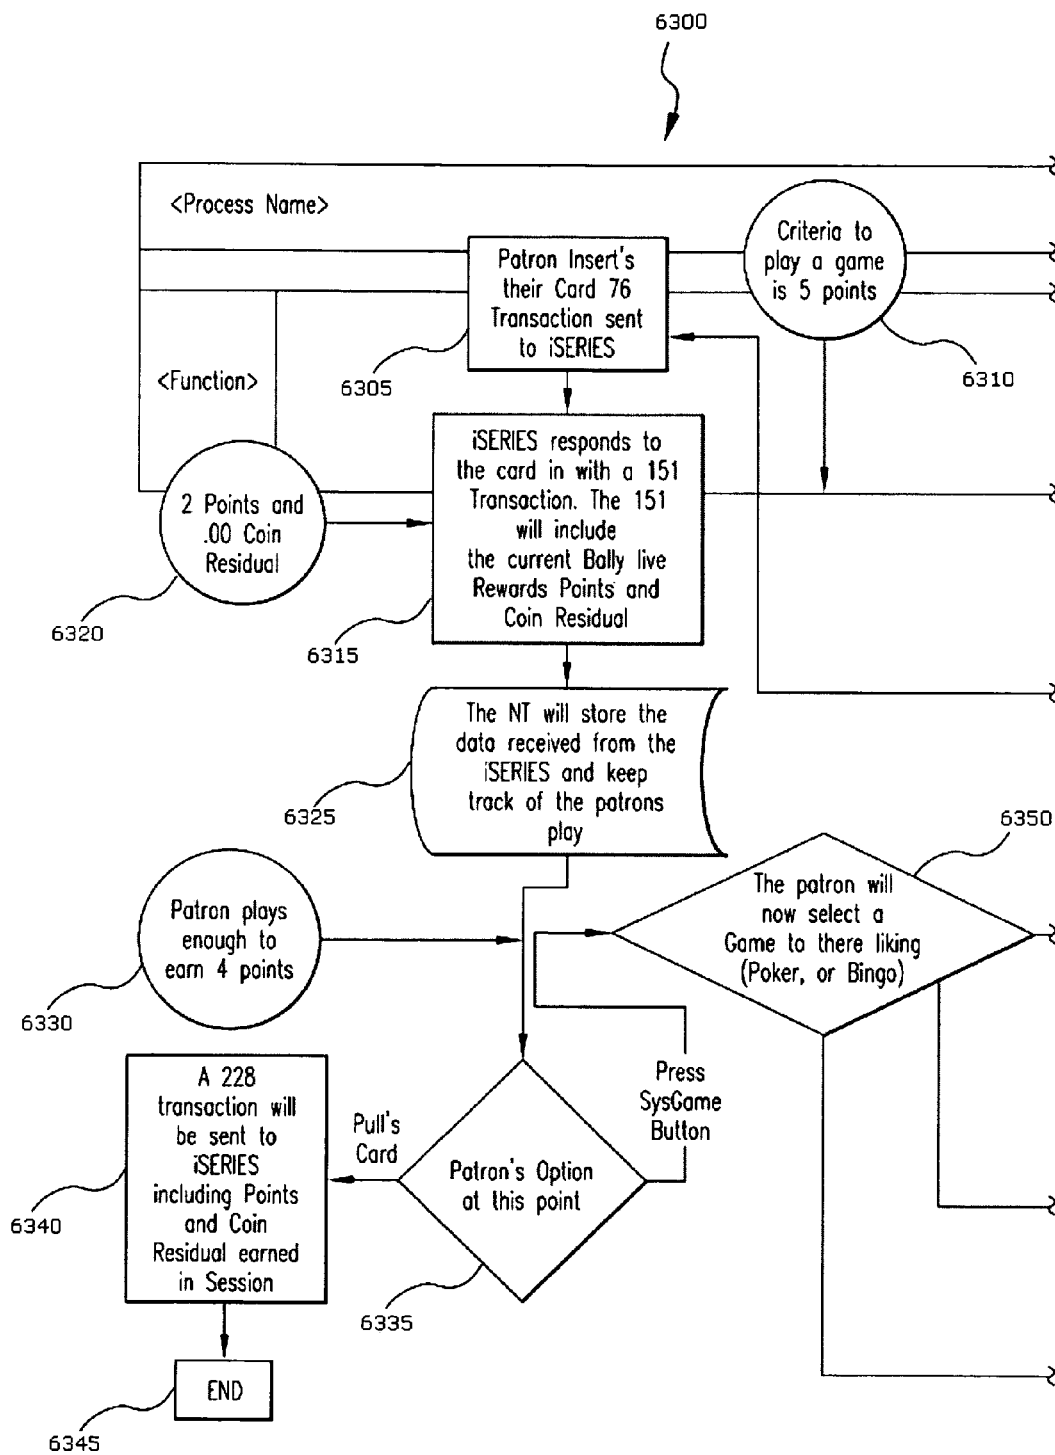 6300
<Process Name>
Patron Insert's
their Card 76
Transaction sent
to iSERIES
Criteria to
play a game
is 5 points
6305
6310
<Function>
iSERIES responds to
the card in with a 151
Transaction. The 151
will include
the current Bally live
Rewards Points and
Coin Residual
2 Points and
.00 Coin
Residual
6320
6315
The NT will store the
data received from the
iSERIES and keep
track of the patrons
play
6325
6350
The patron will
now select a
Game to there liking
(Poker, or Bingo)
Patron plays
enough to
earn 4 points
6330
A 228
transaction will
be sent to
iSERIES
including Points
and Coin
Residual earned
in Session
Pull's
Card
Press
SysGame
Button
Patron's Option
at this point
6340
6335
END
6345